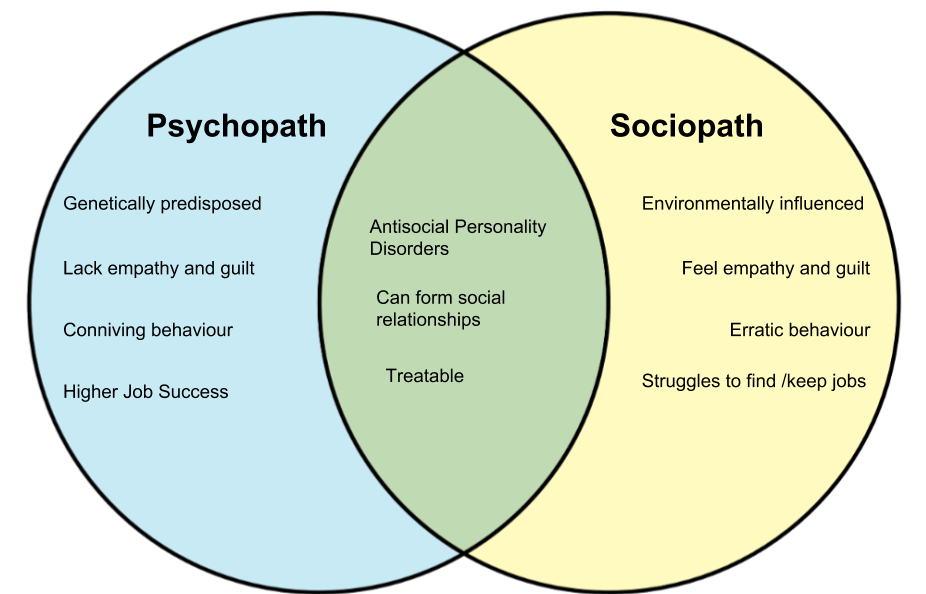 Psychopath
Genetically predisposed
Lack empathy and guilt
Conniving behaviour
Higher Job Success
Antisocial Personality
Disorders
Can form social
relationships
Treatable
Sociopath
Environmentally influenced
Feel empathy and guilt
Erratic behaviour
Struggles to find /keep jobs